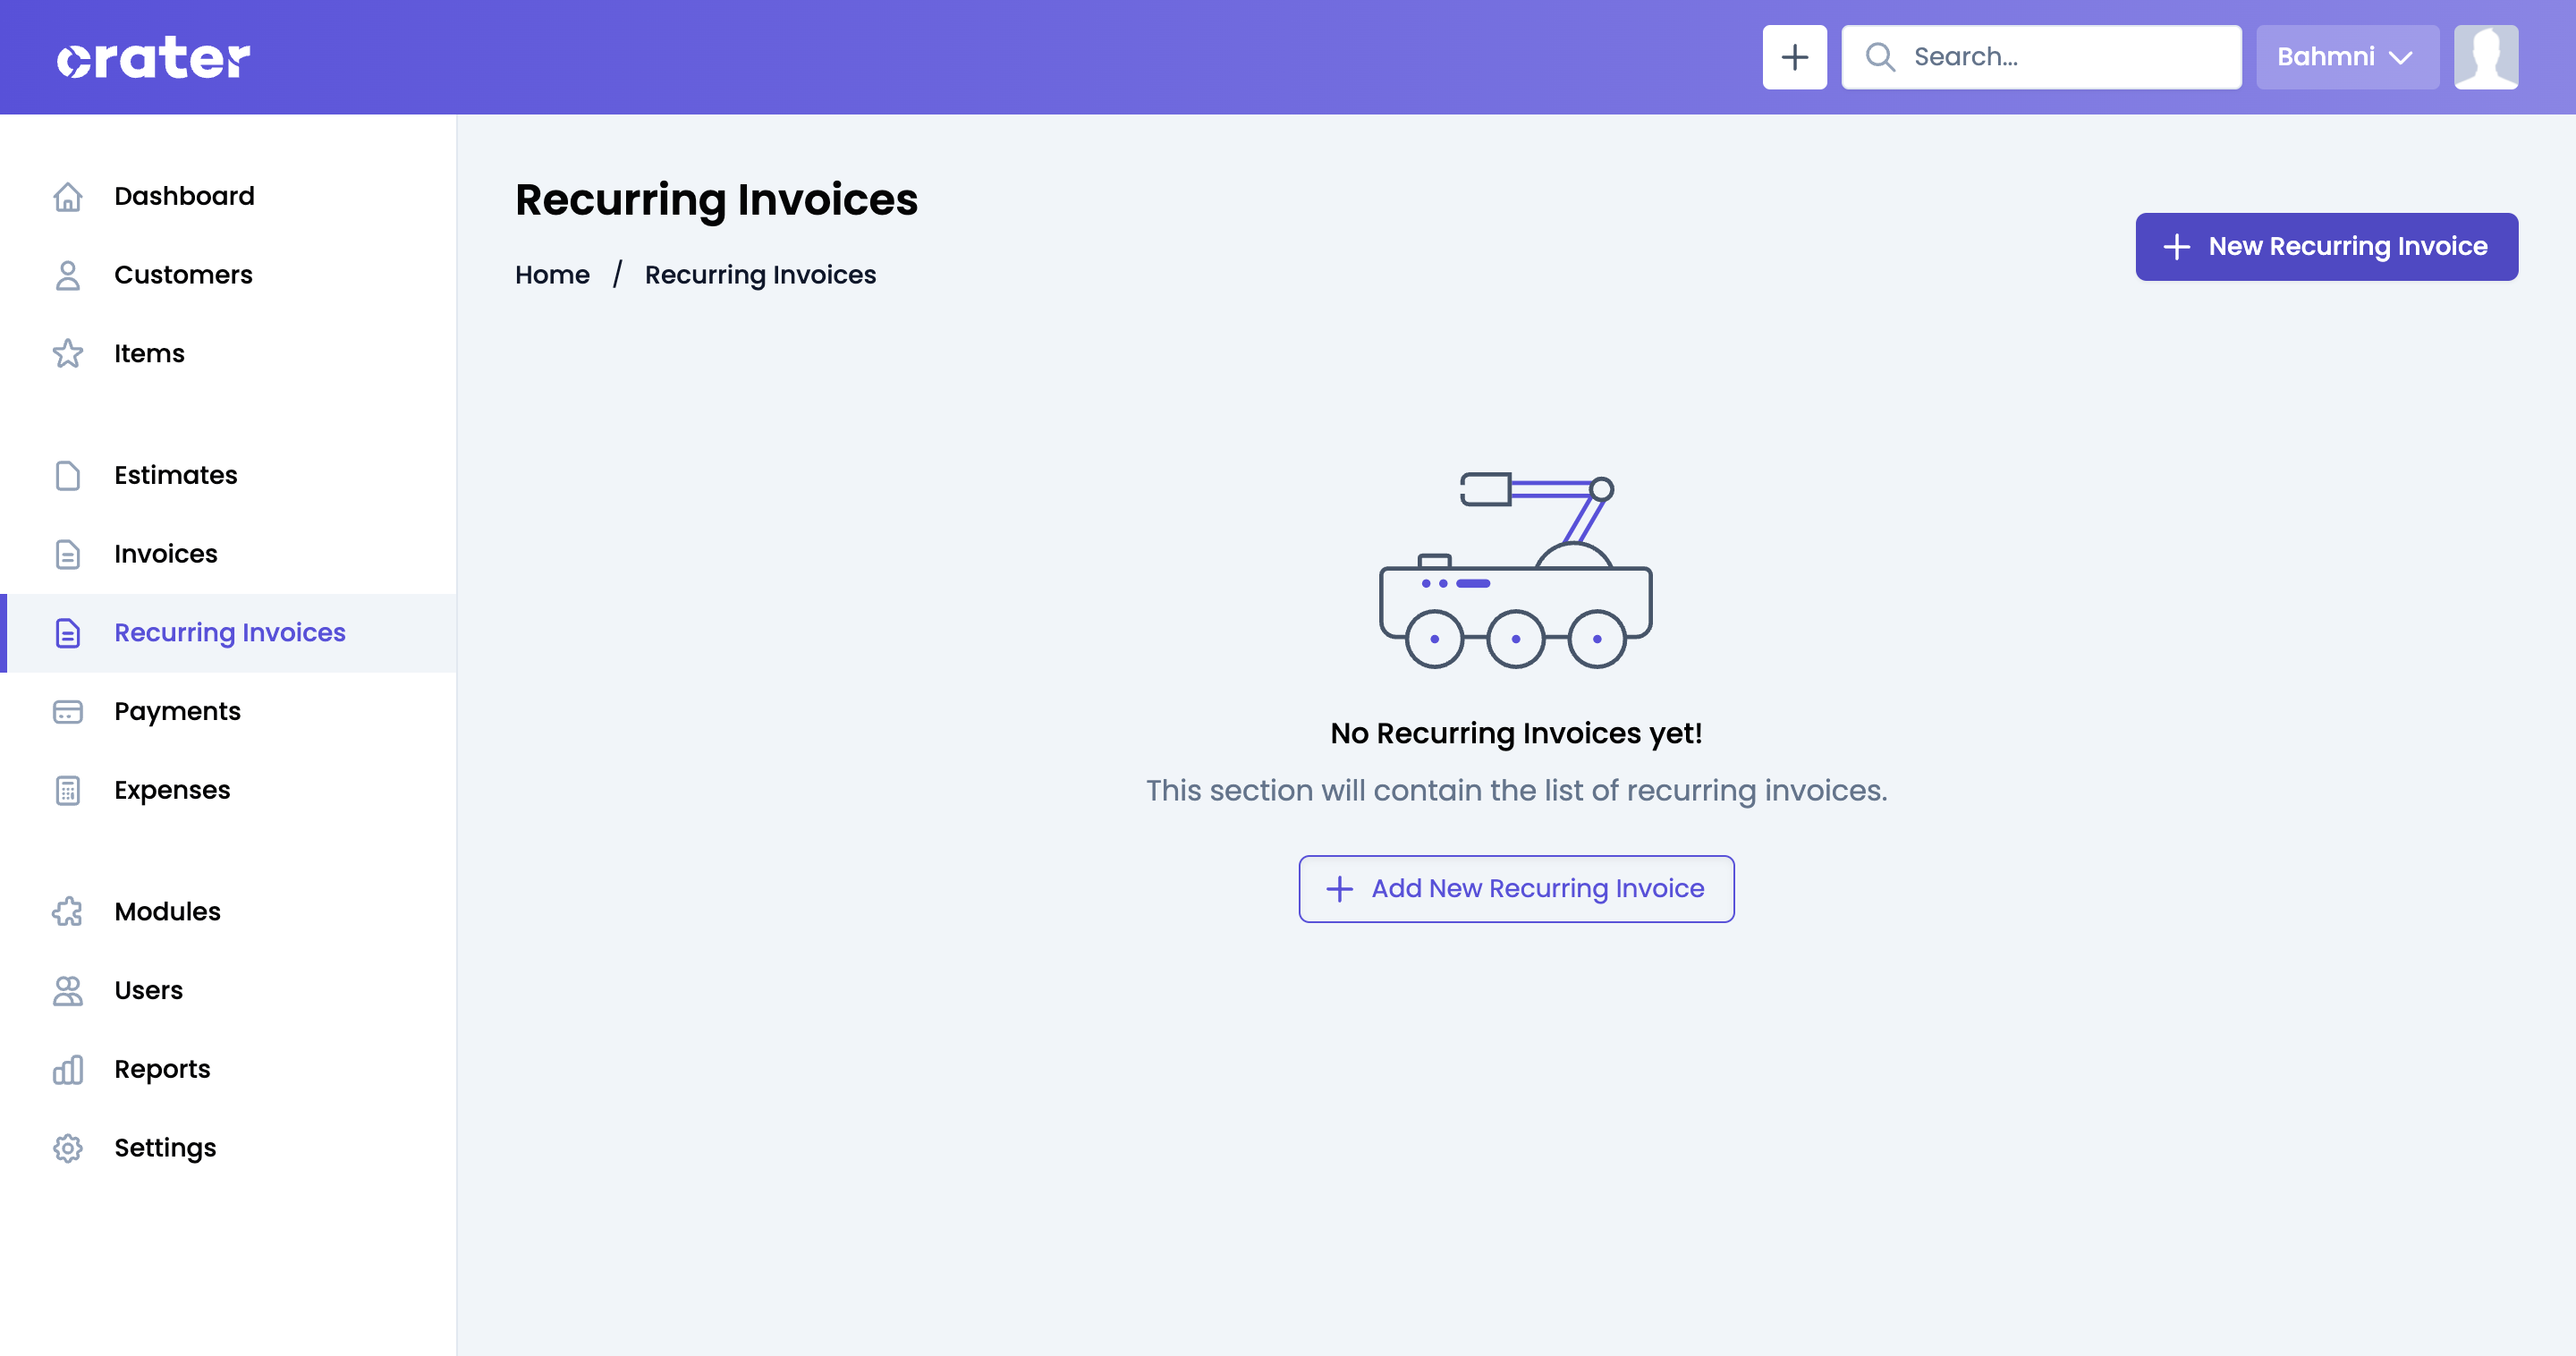 crater
Search...
Bahmni
Dashboard
Customers
Items
Estimates
Invoices
Recurring Invoices
Payments
Expenses
Modules
Users
Reports
Settings
Recurring Invoices
Home / Recurring Invoices
New Recurring Invoice
No Recurring Invoices yet!
This section will contain the list of recurring invoices.
Add New Recurring Invoice